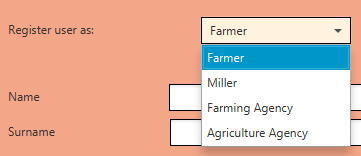 Register user as:
Farmer
Farmer
Miller
Farming Agency
Name
Agriculture Agency
Surname